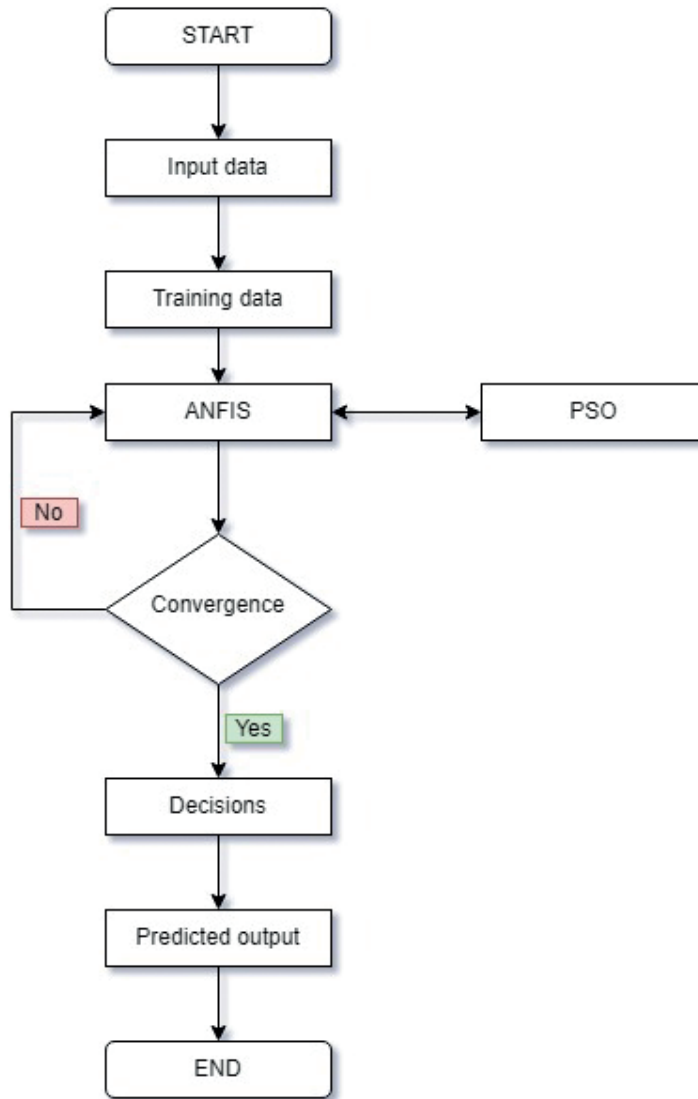 START
Input data
Training data
ANFIS
PSO
No
Convergence
Yes
Decisions
Predicted output
END